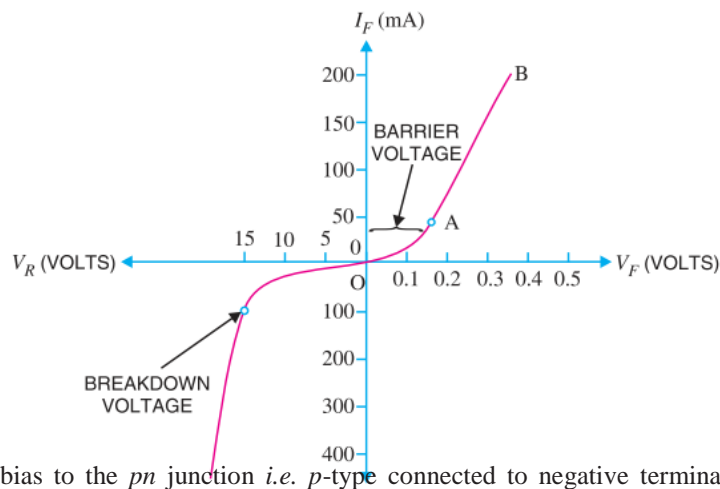 I_F (mA)
200
B
150
BARRIER
VOLTAGE
100
50
A
15 10 5 0
V_R (VOLTS)
V_F (VOLTS)
O
0.1 0.2 0.3 0.4 0.5
100
200
BREAKDOWN
VOLTAGE
300
400
bias to the pn junction i.e. p-type connected to negative termina